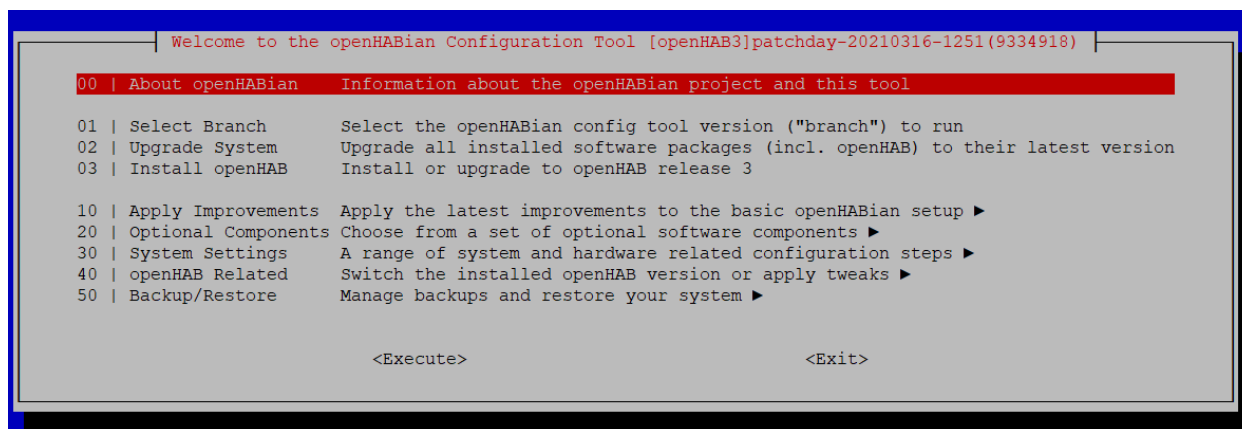 Welcome to the openHABian Configuration Tool [openHAB3]patchday-20210316-1251(9334918)
00 | About openHABian Information about the openHABian project and this tool
01 | Select Branch Select the openHABian config tool version ("branch") to run
02 | Upgrade System Upgrade all installed software packages (incl. openHAB) to their latest version
03 | Install openHAB Install or upgrade to openHAB release 3
10 | Apply Improvements Apply the latest improvements to the basic openHABian setup ►
20 | Optional Components Choose from a set of optional software components ►
30 | System Settings A range of system and hardware related configuration steps ►
40 | openHAB Related Switch the installed openHAB version or apply tweaks ►
50 | Backup/Restore Manage backups and restore your system ►
<Execute> <Exit>